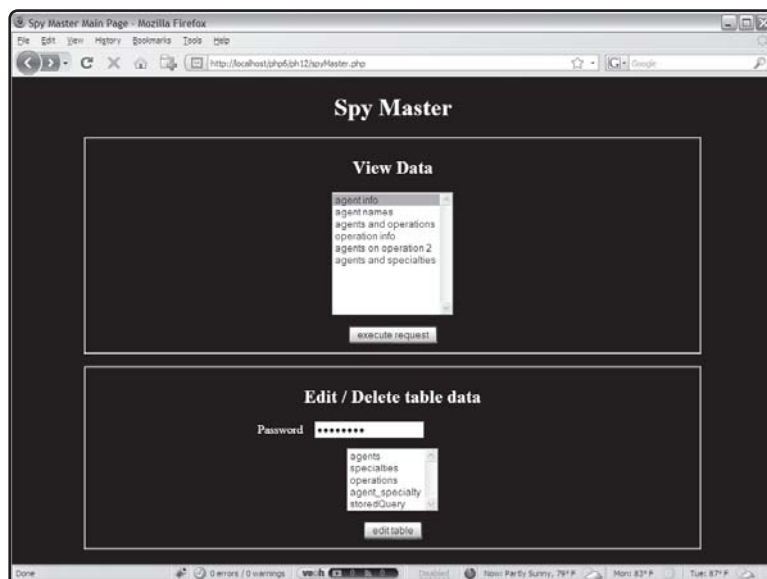 Spy Master Main Page - Mozilla Firefox
File Edit View History Bookmarks Tools Help
http://localhost/php6/ph12/spyMaster.php
Google
Spy Master
View Data
agent info
agent names
agents and operations
operation info
agents on operation 2
agents and specialties
execute request
Edit / Delete table data
Password ••••••••
agents
specialties
operations
agent_specialty
storedQuery
edit table
Done 0 errors / 0 warnings Disabled Now: Partly Sunny, 79° F Mon: 83° F Tue: 87° F